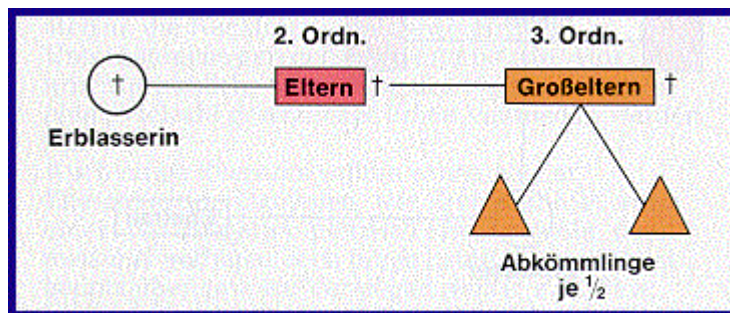 2. Ordn. 3. Ordn.
† Eltern † Großeltern †
Erblasserin
Abkömmlinge
je 1/2